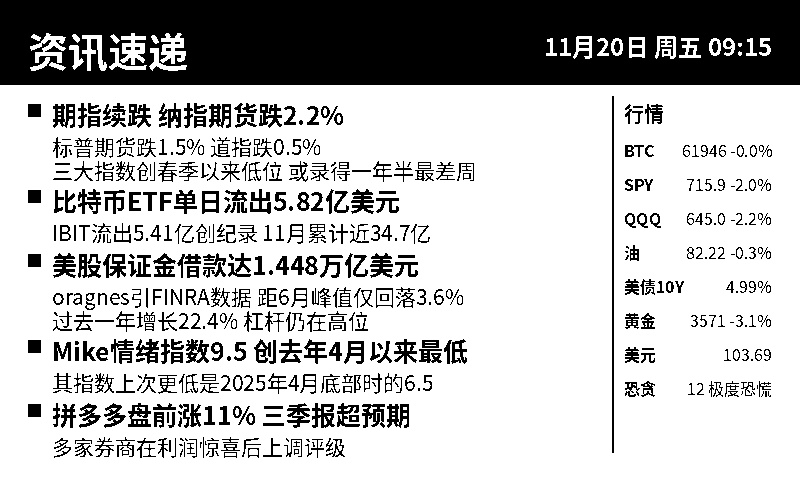 资讯速递
11月20日 周五 09:15
期指续跌 纳指期货跌2.2%
标普期货跌1.5% 道指跌0.5%
三大指数创春季以来低位 或录得一年半最差周
比特币ETF单日流出5.82亿美元
IBIT流出5.41亿创纪录 11月累计近34.7亿
美股保证金借款达1.448万亿美元
oragnes引FINRA数据 距6月峰值仅回落3.6%
过去一年增长22.4% 杠杆仍在高位
Mike情绪指数9.5 创去年4月以来最低
其指数上次更低是2025年4月底部时的6.5
拼多多盘前涨11% 三季报超预期
多家券商在利润惊喜后上调评级
行情
BTC 61946 -0.0%
SPY 715.9 -2.0%
QQQ 645.0 -2.2%
油 82.22 -0.3%
美债10Y 4.99%
黄金 3571 -3.1%
美元 103.69
恐贪 12 极度恐慌